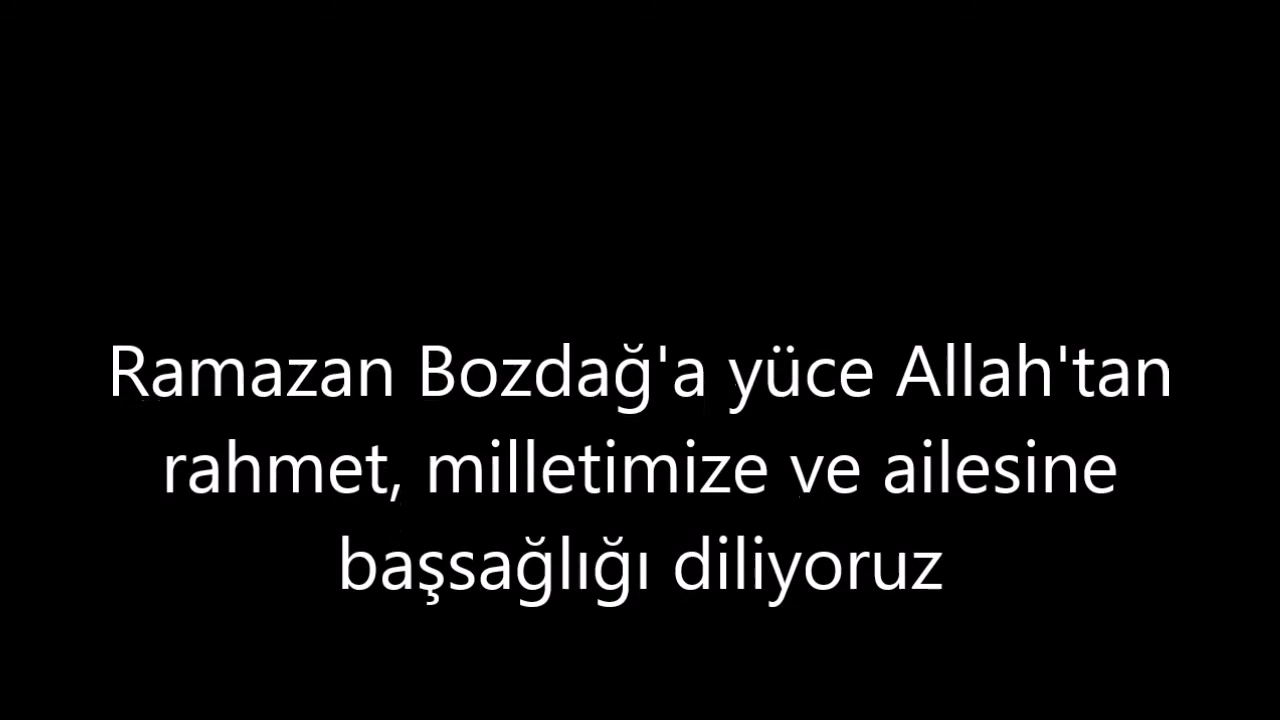 Ramazan Bozdağ'a yüce Allah'tan
rahmet, milletimize ve ailesine
başsağlığı diliyoruz